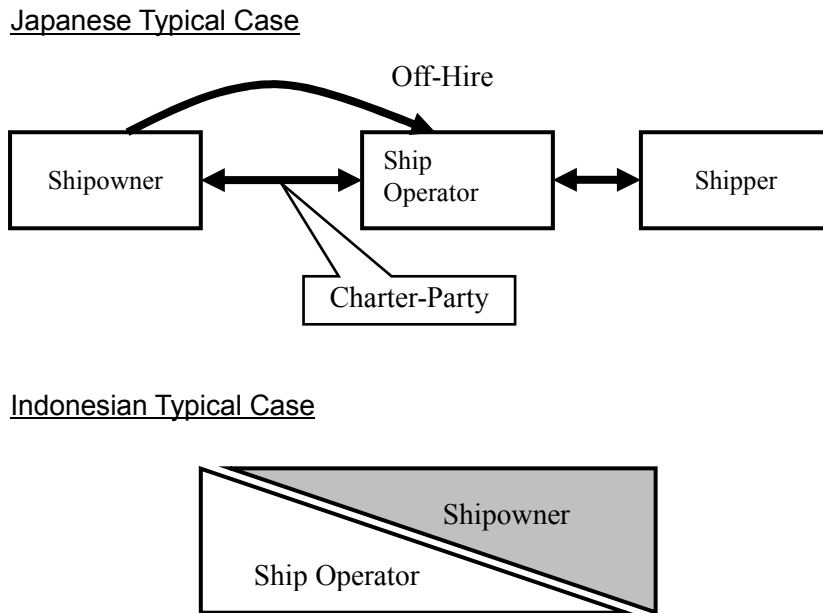 Japanese Typical Case
Off-Hire
Shipowner
Ship
Operator
Shipper
Charter-Party
Indonesian Typical Case
Shipowner
Ship Operator